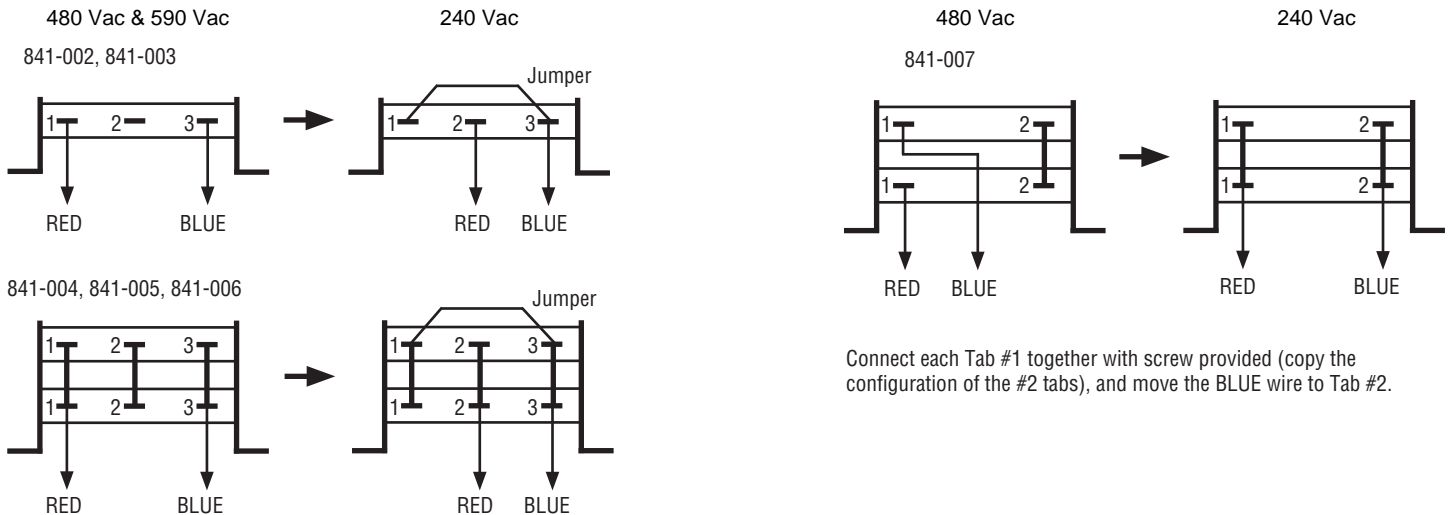 480 Vac & 590 Vac
240 Vac
841-002, 841-003
Jumper
1 2 3
1 2 3
RED BLUE
RED BLUE
841-004, 841-005, 841-006
Jumper
1 2 3
1 2 3
1 2 3
1 2 3
RED BLUE
RED BLUE
480 Vac
240 Vac
841-007
1 2
1 2
1 2
1 2
RED BLUE
RED BLUE
Connect each Tab #1 together with screw provided (copy the
configuration of the #2 tabs), and move the BLUE wire to Tab #2.